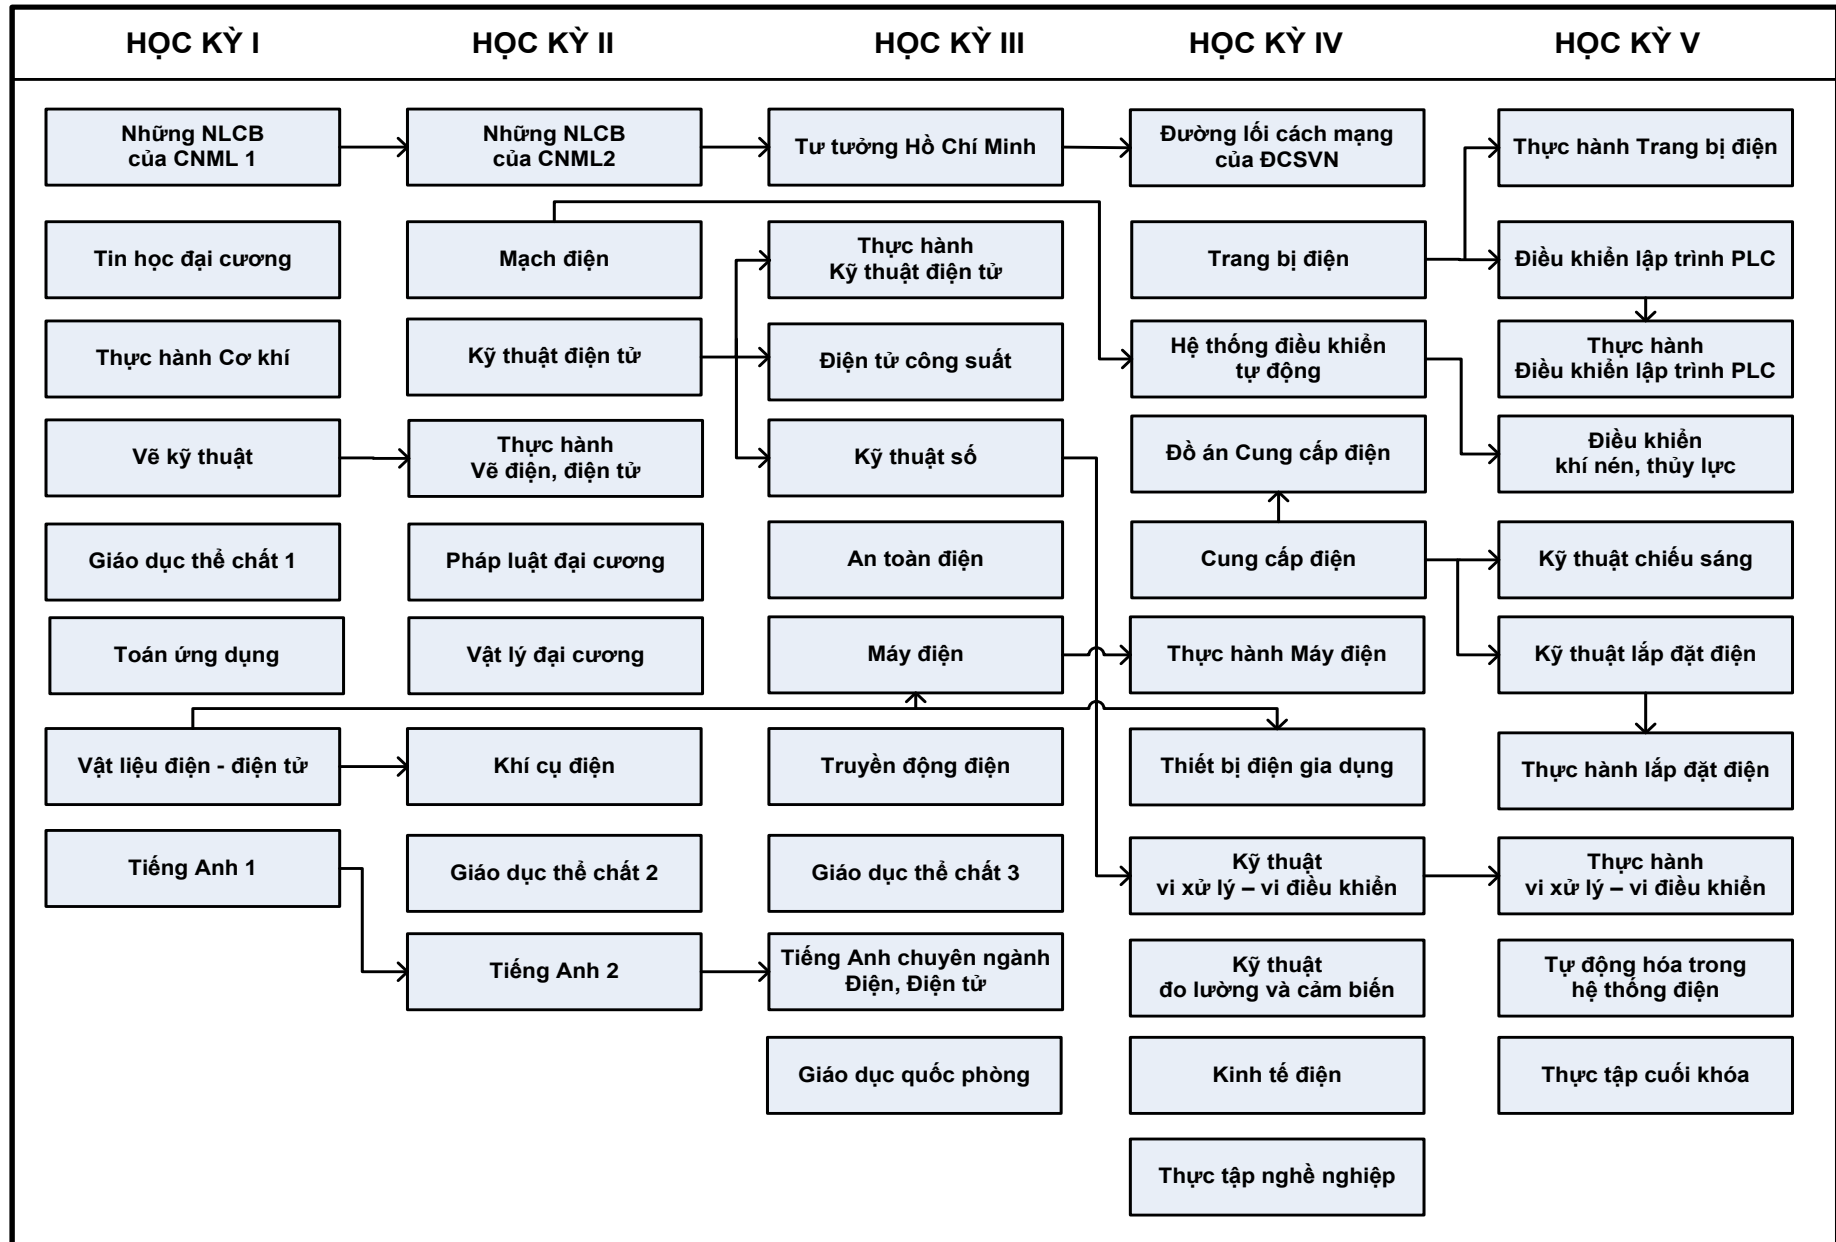 HỌC KỲ I
HỌC KỲ II
HỌC KỲ III
HỌC KỲ IV
HỌC KỲ V
Những NLCB
của CNML 1
Những NLCB
của CNML2
Tư tưởng Hồ Chí Minh
Đường lối cách mạng
của ĐCSVN
Thực hành Trang bị điện
Tin học đại cương
Mạch điện
Thực hành
Kỹ thuật điện tử
Trang bị điện
Điều khiển lập trình PLC
Thực hành Cơ khí
Kỹ thuật điện tử
Điện tử công suất
Hệ thống điều khiển
tự động
Thực hành
Điều khiển lập trình PLC
Vẽ kỹ thuật
Thực hành
Vẽ điện, điện tử
Kỹ thuật số
Đồ án Cung cấp điện
Điều khiển
khí nén, thủy lực
Giáo dục thể chất 1
Pháp luật đại cương
An toàn điện
Cung cấp điện
Kỹ thuật chiếu sáng
Toán ứng dụng
Vật lý đại cương
Máy điện
Thực hành Máy điện
Kỹ thuật lắp đặt điện
Vật liệu điện - điện tử
Khí cụ điện
Truyền động điện
Thiết bị điện gia dụng
Thực hành lắp đặt điện
Tiếng Anh 1
Giáo dục thể chất 2
Giáo dục thể chất 3
Kỹ thuật
vi xử lý – vi điều khiển
Thực hành
vi xử lý – vi điều khiển
Tiếng Anh 2
Tiếng Anh chuyên ngành
Điện, Điện tử
Kỹ thuật
đo lường và cảm biến
Tự động hóa trong
hệ thống điện
Giáo dục quốc phòng
Kinh tế điện
Thực tập cuối khóa
Thực tập nghề nghiệp